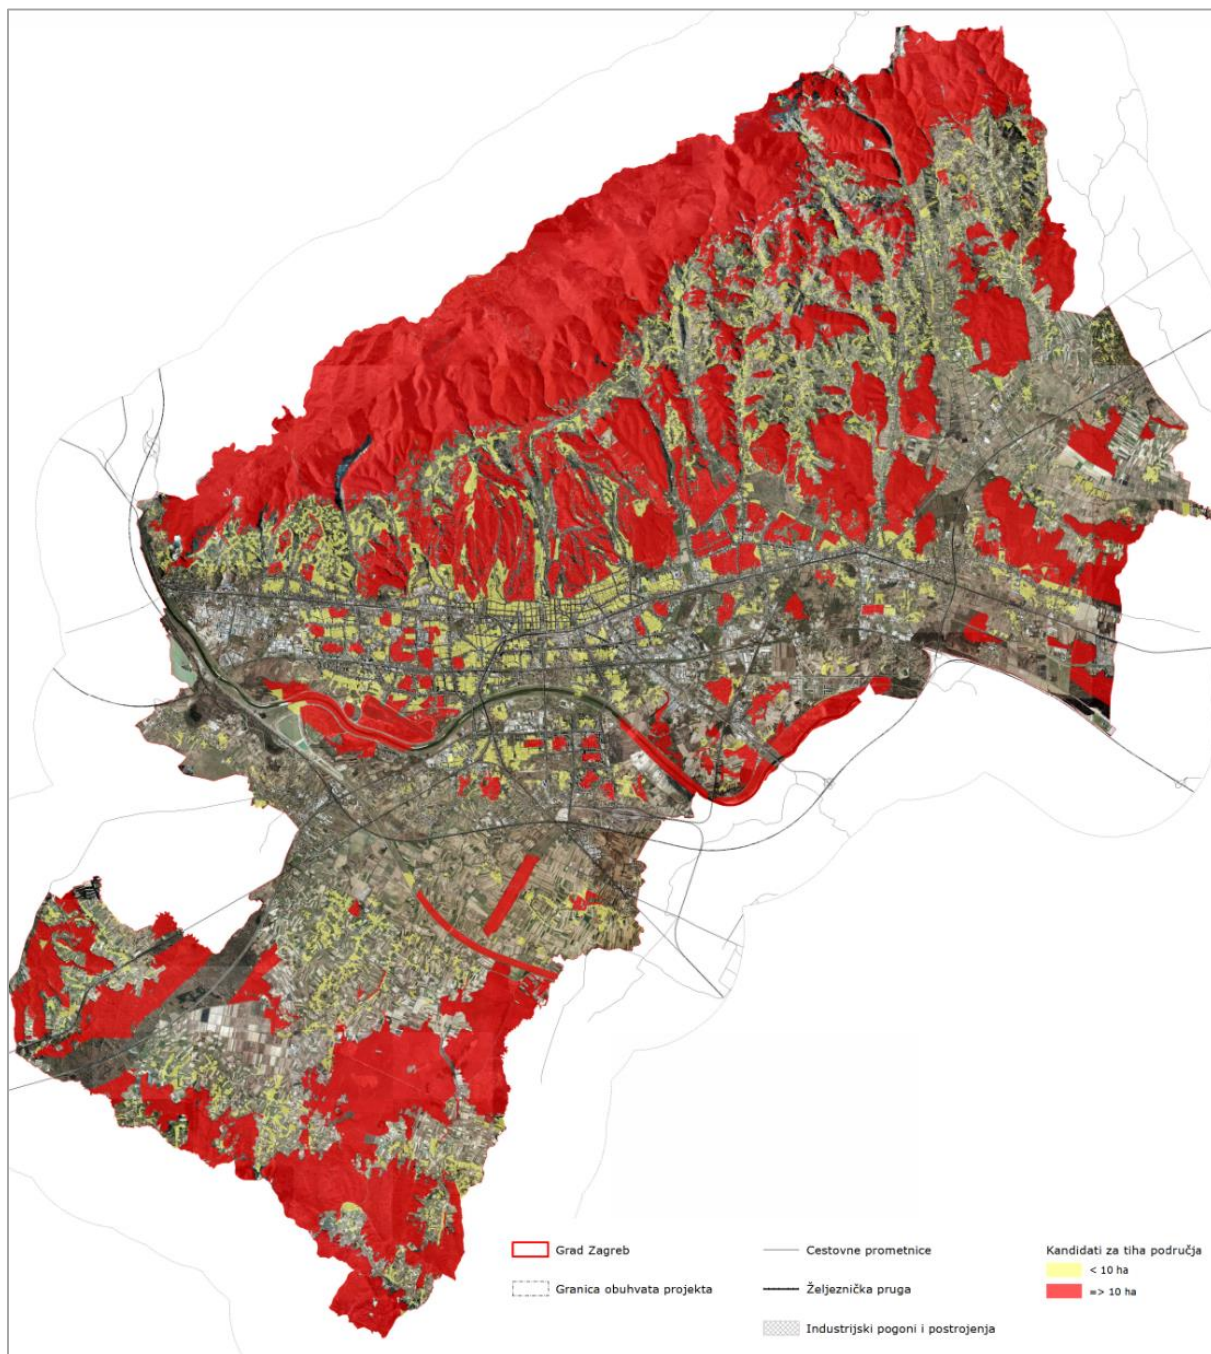 Grad Zagreb
Granica obuhvata projekta
Cestovne prometnice
Željeznička pruga
Industrijski pogoni i postrojenja
Kandidati za tiha područja
< 10 ha
=> 10 ha